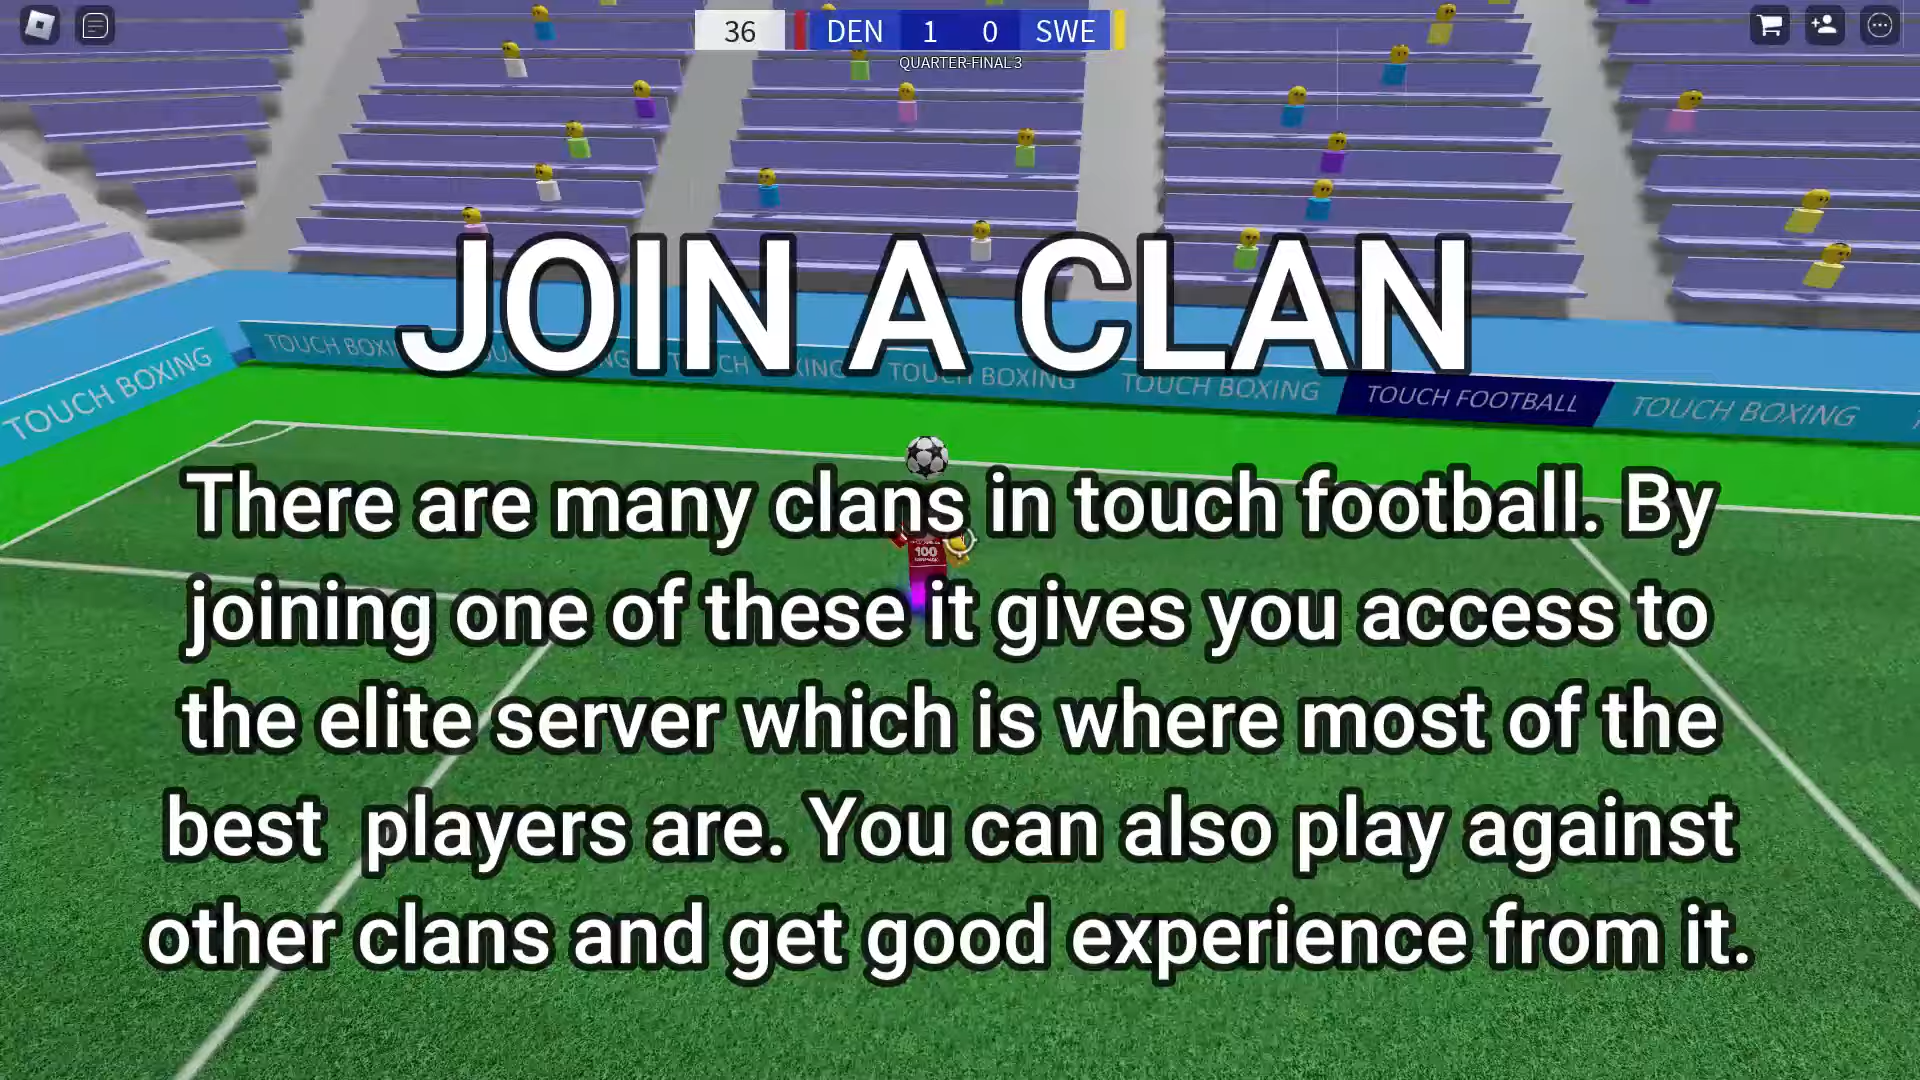 36 DEN 1 0 SWE
QUARTER-FINAL 3
JOIN A CLAN
TOUCH BOXING
TOUCH BOXING
TOUCH BOXING
TOUCH FOOTBALL
TOUCH BOXING
There are many clans in touch football. By
100
joining one of these it gives you access to
the elite server which is where most of the
best  players are. You can also play against
other clans and get good experience from it.